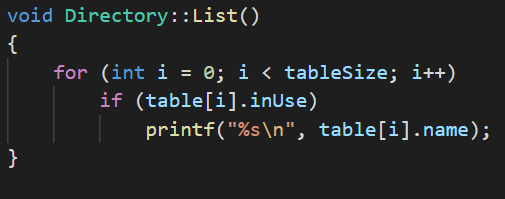 void Directory::List()
{
    for (int i = 0; i < tableSize; i++)
        if (table[i].inUse)
            printf("%s\n", table[i].name);
}